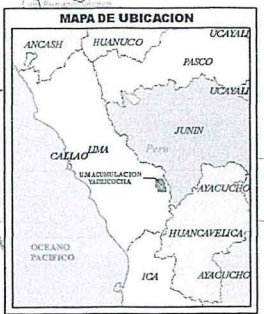 MAPA DE UBICACION
ANCASH
HUANUCO
UCAYALI
PASCO
UCAYALI
JUNIN
LIMA
Peru
CALLAO
U.M ACUMULACION
YAULICOCHA
AYACUCHO
HUANCAVELICA
OCEANO
PACIFICO
ICA
AYACUCHO